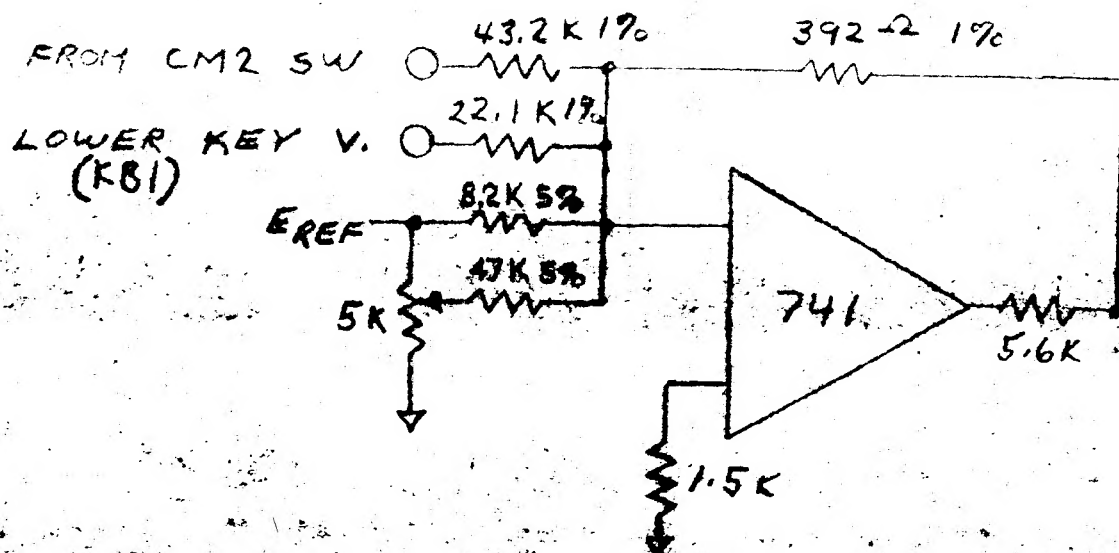 43.2K 1% 392 Ω 1%
FROM CM2 SW
22.1K 1%
LOWER KEY V.
(KB1)
8.2K 5%
EREF
47K 5%
5K
741
5.6K
1.5K